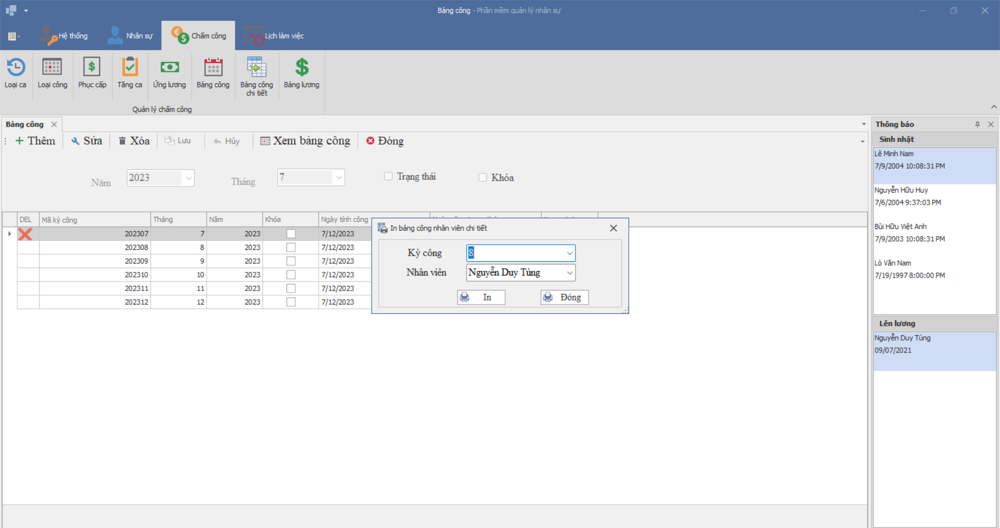 Bảng công - Phần mềm quản lý nhân sự
Hệ thống
Nhân sự
Chấm công
Lịch làm việc
Loại ca
Loại công
Phục cấp
Tăng ca
Ứng lương
Bảng công
Bảng công chi tiết
Bảng lương
Quản lý chấm công
Bảng công
Thêm
Sửa
Xóa
Lưu
Hủy
Xem bảng công
Đóng
Năm 2023
Tháng 7
Trạng thái
Khóa
DEL Mã kỳ công Tháng Năm Khóa Ngày tính công
202307 7 2023 7/12/2023
202308 8 2023 7/12/2023
202309 9 2023 7/12/2023
202310 10 2023 7/12/2023
202311 11 2023 7/12/2023
202312 12 2023 7/12/2023
In bảng công nhân viên chi tiết
Kỳ công 8
Nhân viên Nguyễn Duy Tùng
In
Đóng
Thông báo
Sinh nhật
Lê Minh Nam
7/9/2004 10:08:31 PM
Nguyễn Hữu Huy
7/6/2004 9:37:03 PM
Bùi Hữu Việt Anh
7/9/2003 10:08:31 PM
Lò Văn Nam
7/19/1997 8:00:00 PM
Lên lương
Nguyễn Duy Tùng
09/07/2021